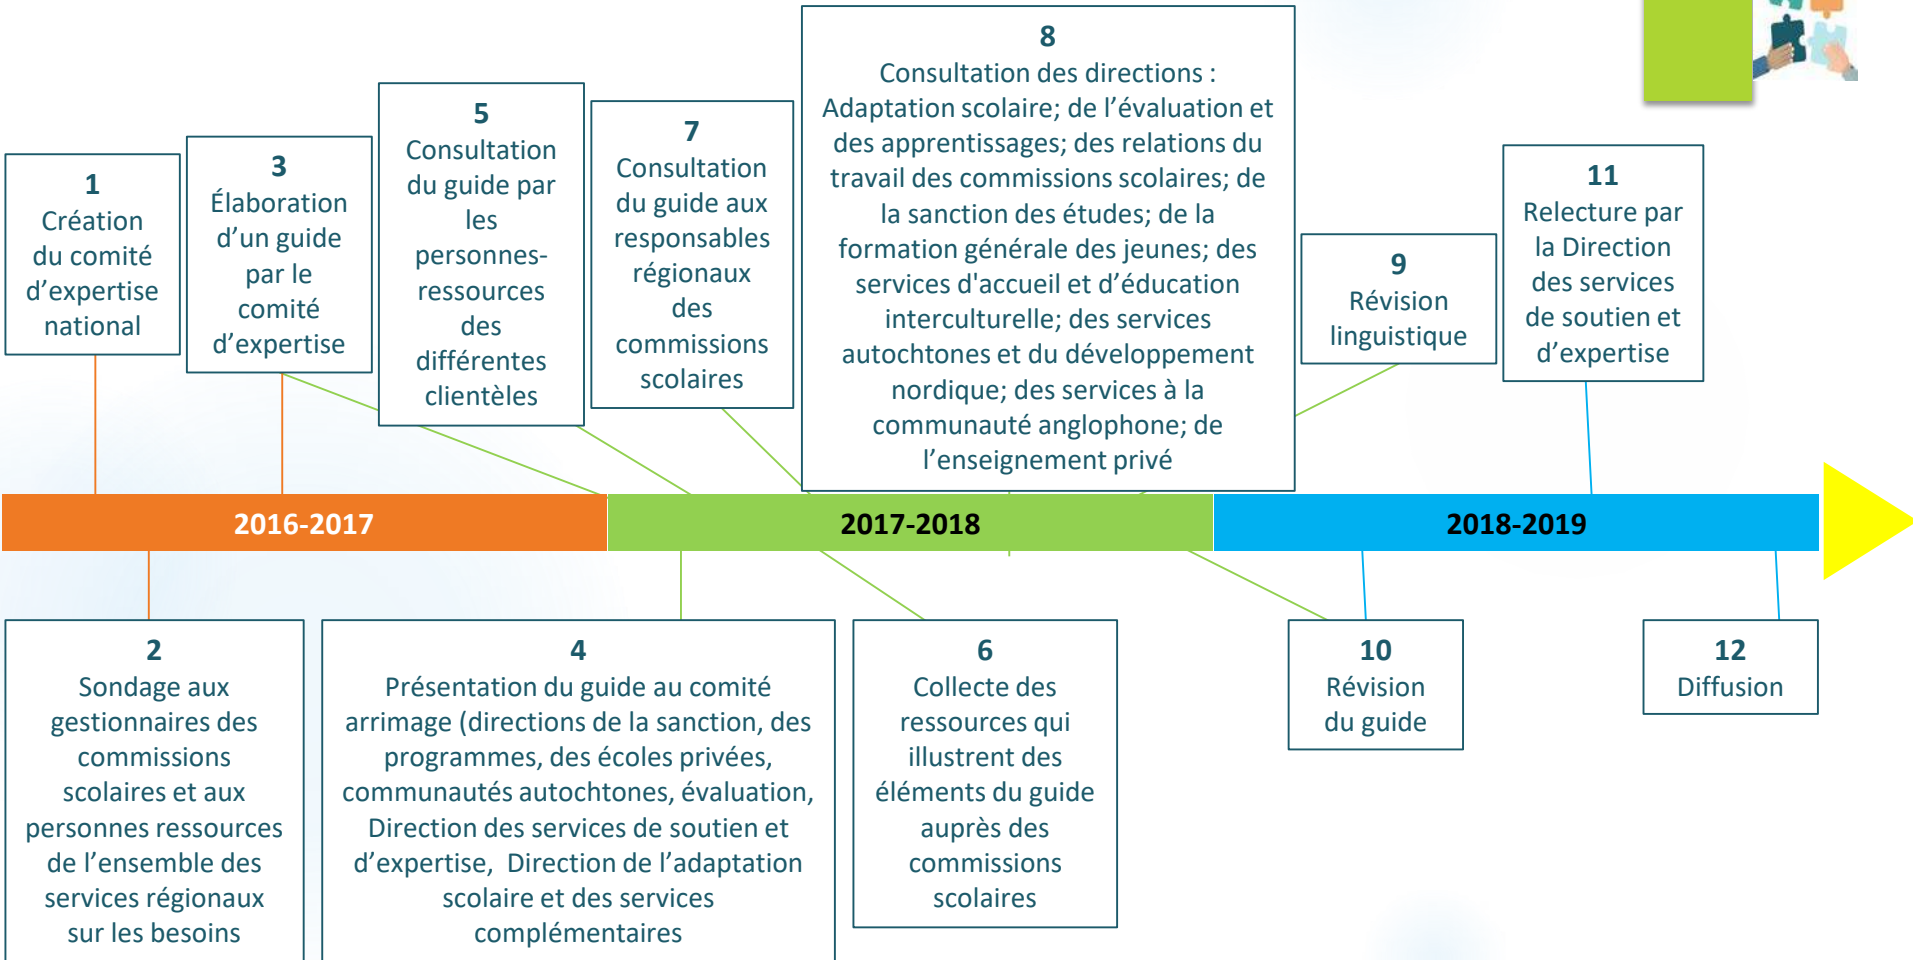 1
Création
du comité
d’expertise
national
2
Sondage aux
gestionnaires des
commissions
scolaires et aux
personnes ressources
de l’ensemble des
services régionaux
sur les besoins
3
Élaboration
d’un guide
par le
comité
d’expertise
4
Présentation du guide au comité
arrimage (directions de la sanction, des
programmes, des écoles privées,
communautés autochtones, évaluation,
Direction des services de soutien et
d’expertise, Direction de l’adaptation
scolaire et des services
complémentaires
5
Consultation
du guide par
les
personnes-
ressources
des
différentes
clientèles
6
Collecte des
ressources qui
illustrent des
éléments du guide
auprès des
commissions
scolaires
7
Consultation
du guide aux
responsables
régionaux
des
commissions
scolaires
8
Consultation des directions :
Adaptation scolaire; de l’évaluation et
des apprentissages; des relations du
travail des commissions scolaires; de
la sanction des études; de la
formation générale des jeunes; des
services d'accueil et d’éducation
interculturelle; des services
autochtones et du développement
nordique; des services à la
communauté anglophone; de
l’enseignement privé
9
Révision
linguistique
10
Révision
du guide
11
Relecture par
la Direction
des services
de soutien et
d’expertise
12
Diffusion
2016-2017
2017-2018
2018-2019